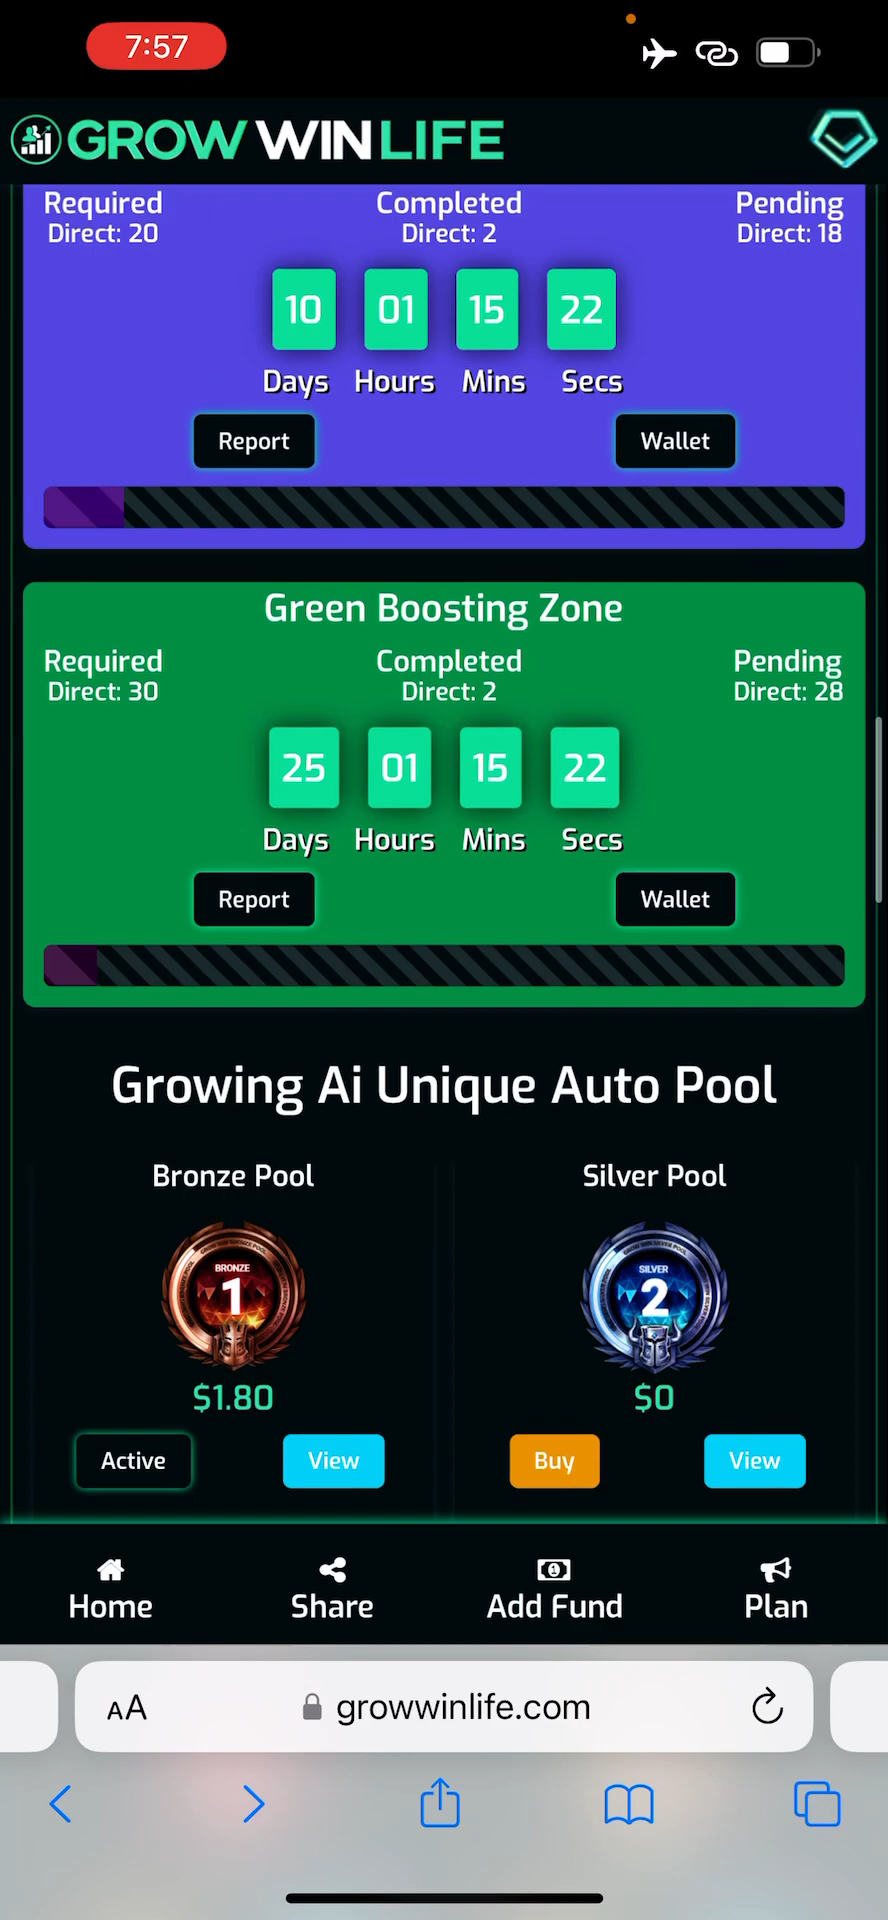 7:57
GROW WIN LIFE
Required Completed Pending
Direct: 20 Direct: 2 Direct: 18
10 01 15 22
Days Hours Mins Secs
Report Wallet
Green Boosting Zone
Required Completed Pending
Direct: 30 Direct: 2 Direct: 28
25 01 15 22
Days Hours Mins Secs
Report Wallet
Growing Ai Unique Auto Pool
Bronze Pool Silver Pool
BRONZE SILVER
1 2
$1.80 $0
Active View Buy View
Home Share Add Fund Plan
AA growwinlife.com